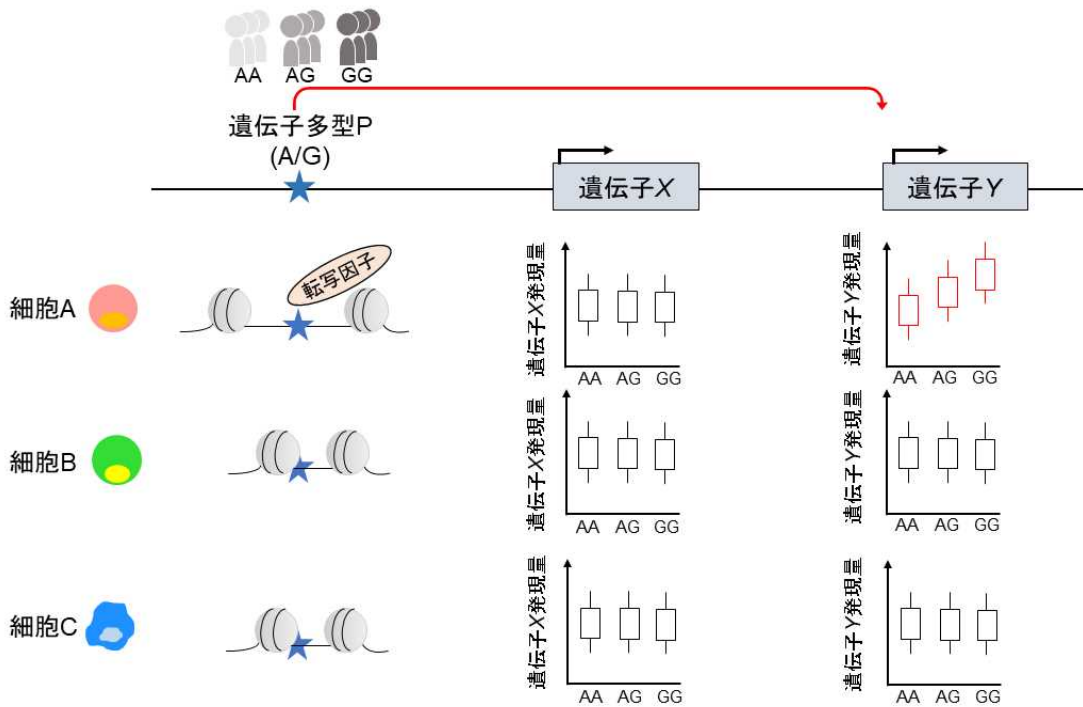 AA AG GG
遺伝子多型P
(A/G)
遺伝子X
遺伝子Y
細胞A
転写因子
遺伝子X発現量
AA AG GG
遺伝子Y発現量
AA AG GG
細胞B
遺伝子X発現量
AA AG GG
遺伝子Y発現量
AA AG GG
細胞C
遺伝子X発現量
AA AG GG
遺伝子Y発現量
AA AG GG